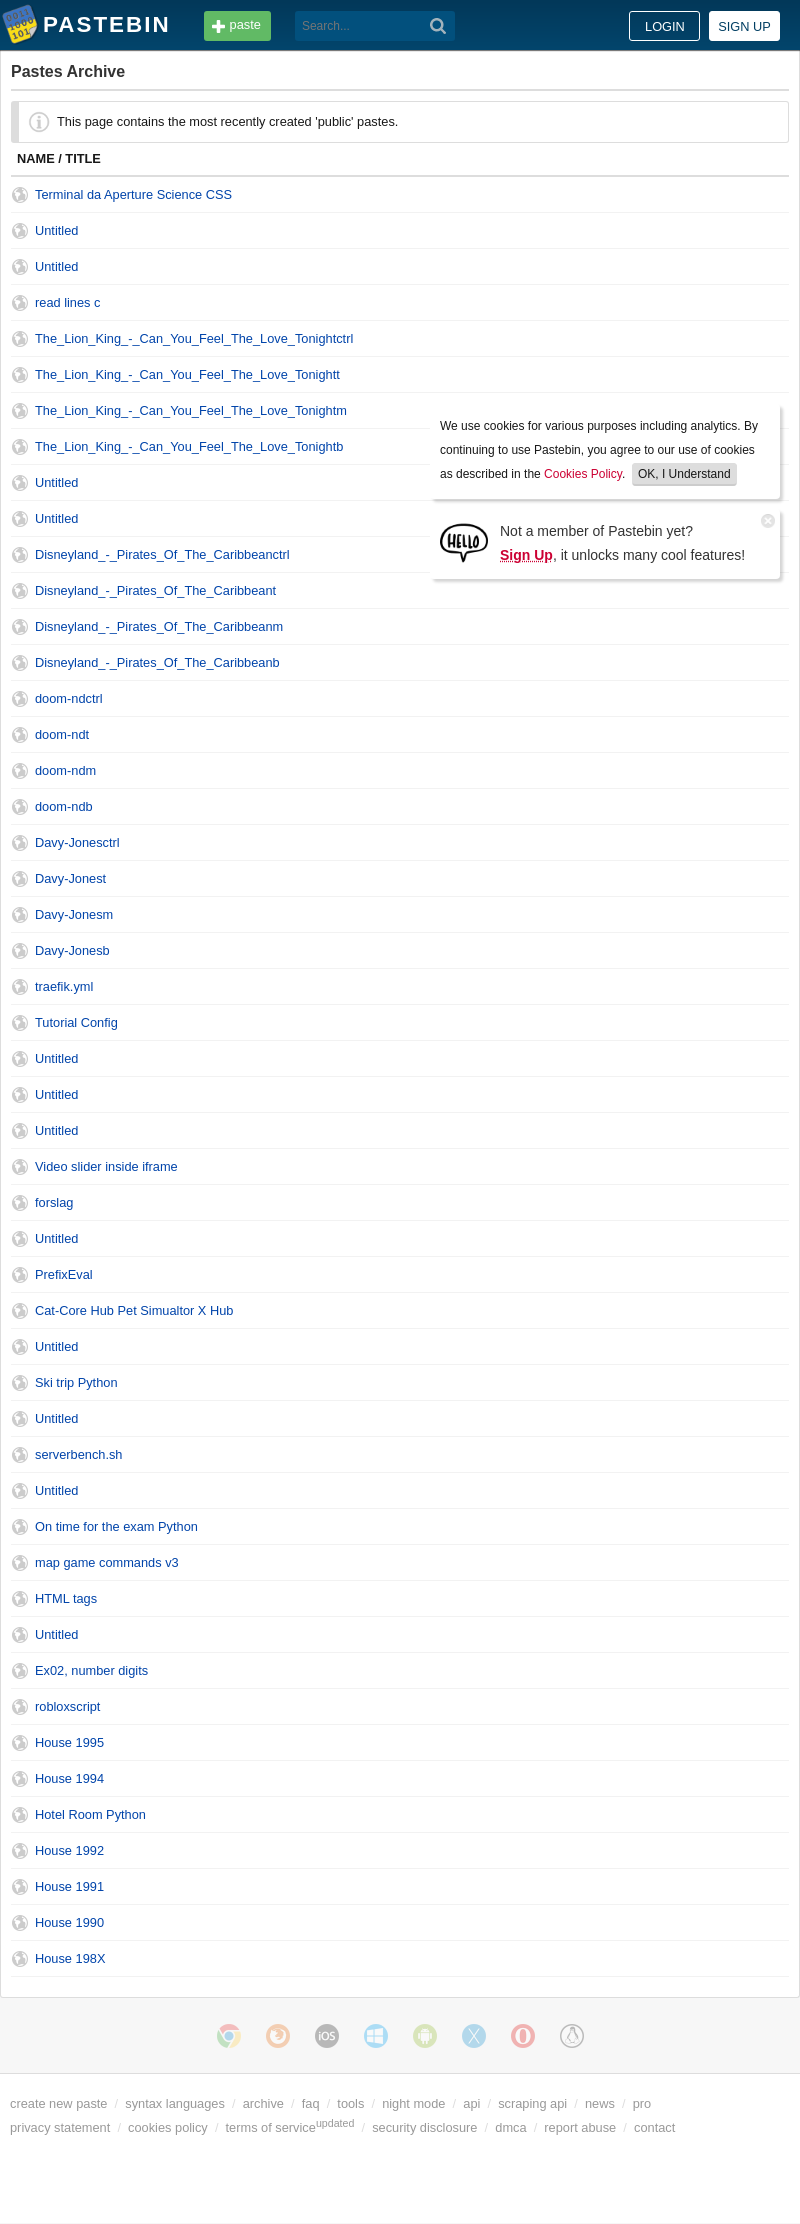 PASTEBIN paste Search... LOGIN SIGN UP
Pastes Archive
This page contains the most recently created 'public' pastes.
NAME / TITLE
Terminal da Aperture Science CSS
Untitled
Untitled
read lines c
The_Lion_King_-_Can_You_Feel_The_Love_Tonightctrl
The_Lion_King_-_Can_You_Feel_The_Love_Tonightt
The_Lion_King_-_Can_You_Feel_The_Love_Tonightm
The_Lion_King_-_Can_You_Feel_The_Love_Tonightb
Untitled
Untitled
Disneyland_-_Pirates_Of_The_Caribbeanctrl
Disneyland_-_Pirates_Of_The_Caribbeant
Disneyland_-_Pirates_Of_The_Caribbeanm
Disneyland_-_Pirates_Of_The_Caribbeanb
doom-ndctrl
doom-ndt
doom-ndm
doom-ndb
Davy-Jonesctrl
Davy-Jonest
Davy-Jonesm
Davy-Jonesb
traefik.yml
Tutorial Config
Untitled
Untitled
Untitled
Video slider inside iframe
forslag
Untitled
PrefixEval
Cat-Core Hub Pet Simualtor X Hub
Untitled
Ski trip Python
Untitled
serverbench.sh
Untitled
On time for the exam Python
map game commands v3
HTML tags
Untitled
Ex02, number digits
robloxscript
House 1995
House 1994
Hotel Room Python
House 1992
House 1991
House 1990
House 198X
We use cookies for various purposes including analytics. By
continuing to use Pastebin, you agree to our use of cookies
as described in the Cookies Policy. OK, I Understand
HELLO
Not a member of Pastebin yet?
Sign Up, it unlocks many cool features!
iOS
create new paste / syntax languages / archive / faq / tools / night mode / api / scraping api / news / pro
privacy statement / cookies policy / terms of service updated / security disclosure / dmca / report abuse / contact